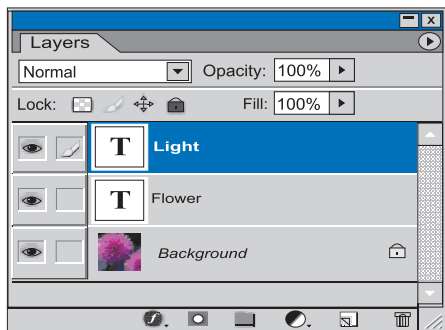 x
Layers
Normal Opacity: 100%
Lock: Fill: 100%
T Light
T Flower
Background